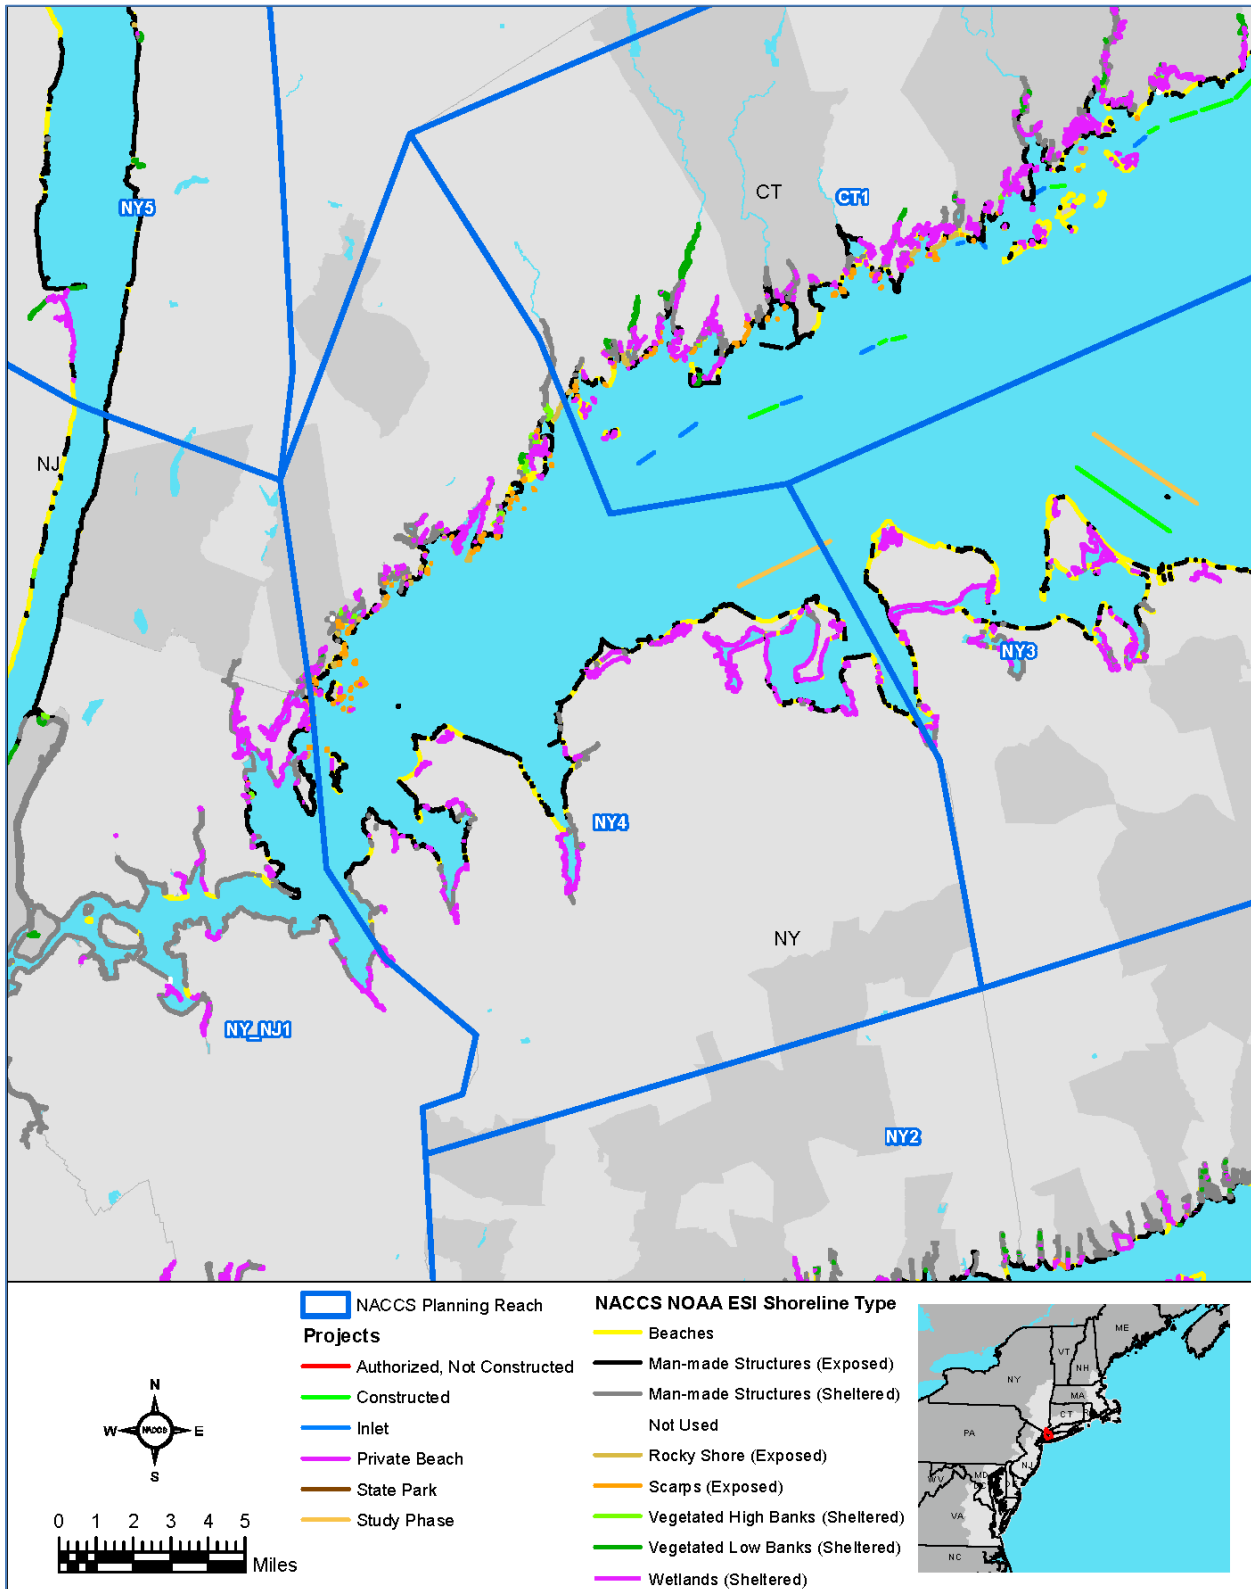 CT
CT1
NY5
NJ
NY3
NY4
NY
NY_NJ1
NY2
NACCS Planning Reach
Projects
Authorized, Not Constructed
Constructed
Inlet
Private Beach
State Park
Study Phase
NACCS NOAA ESI Shoreline Type
Beaches
Man-made Structures (Exposed)
Man-made Structures (Sheltered)
Not Used
Rocky Shore (Exposed)
Scarps (Exposed)
Vegetated High Banks (Sheltered)
Vegetated Low Banks (Sheltered)
Wetlands (Sheltered)
N
W NACCS E
S
0 1 2 3 4 5
Miles
ME
VT
NH
NY
MA
CT
PA
NJ
MD
WV
VA
NC